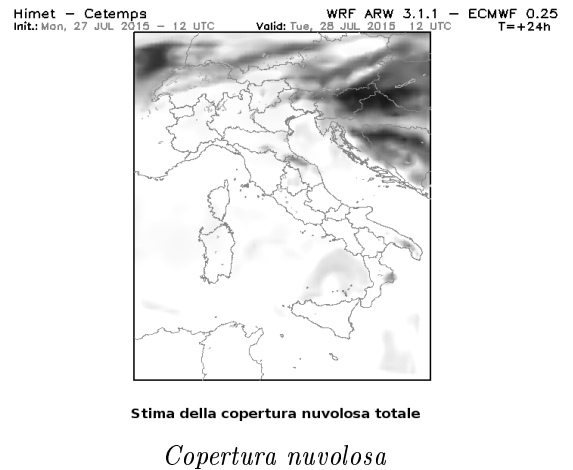 Himet – Cetemps WRF ARW 3.1.1 – ECMWF 0.25
Init.: Mon, 27 JUL 2015 – 12 UTC Valid: Tue, 28 JUL 2015 12 UTC T=+24h
Stima della copertura nuvolosa totale
Copertura nuvolosa